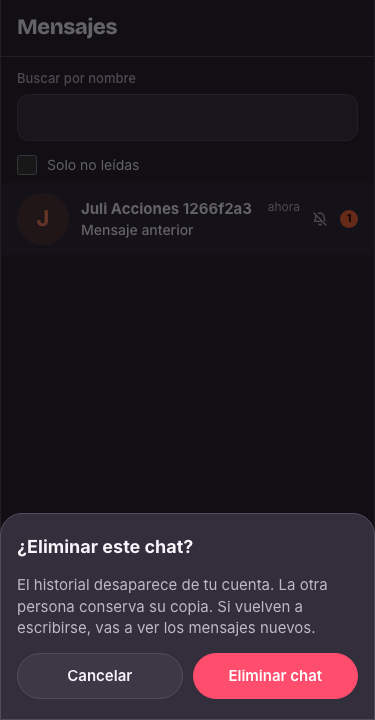 Mensajes
Buscar por nombre
Solo no leídas
J
Juli Acciones 1266f2a3
ahora
1
Mensaje anterior
¿Eliminar este chat?
El historial desaparece de tu cuenta. La otra
persona conserva su copia. Si vuelven a
escribirse, vas a ver los mensajes nuevos.
Cancelar
Eliminar chat